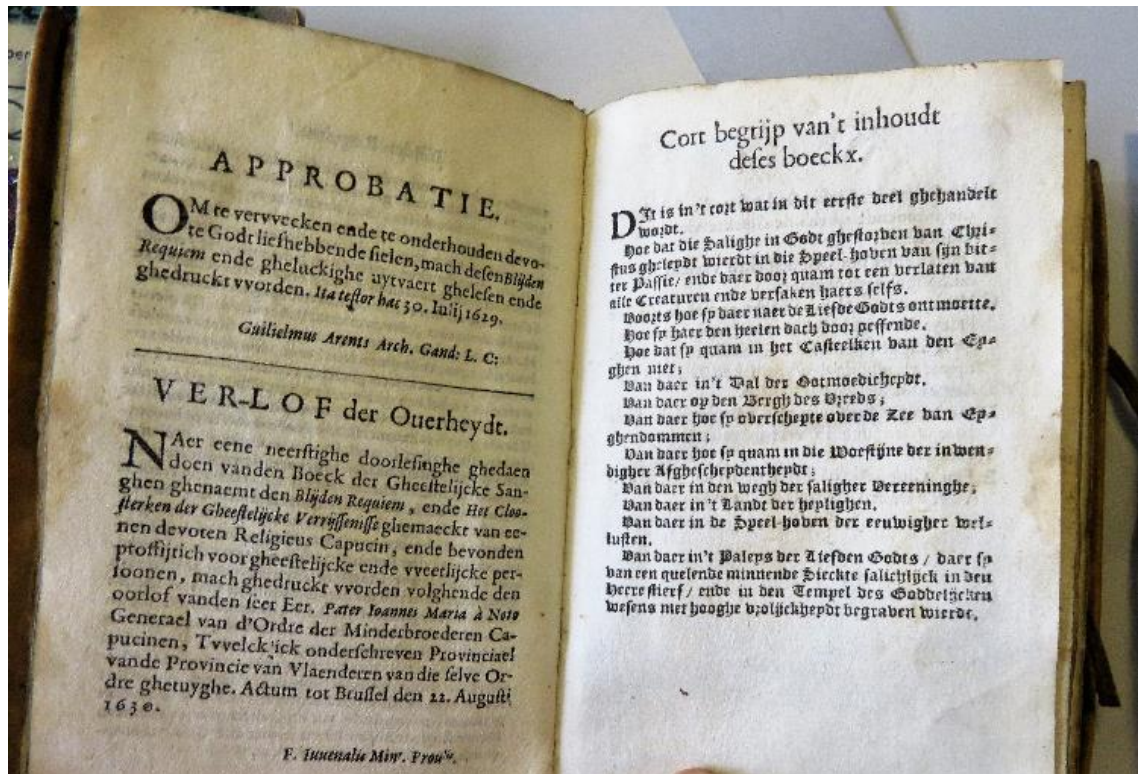 APPROBATIE.
OM te vervvecken ende te onderhouden devo-
te Godt liefhebbende sielen, mach desen Blijden
Requiem ende gheluckighe uytvaert ghelesen ende
ghedruckt vvorden. Ita testor hac 30. Iulij 1629.
Guilielmus Arents Arch. Gand: L. C:
VER-LOF der Ouerheydt.
NAer eene neerstighe doorlesinghe ghedaen
doen vanden Boeck der Gheestelijcke San-
ghen ghenaemt den Blijden Requiem, ende Het Cloo-
sterken der Gheestelijcke Verrijssenisse ghemaeckt van ee-
nen devoten Religieus Capucin, ende bevonden
proffijtich voor gheestelijcke ende vveetlijcke per-
soonen, mach ghedruckt vvorden volghende den
oorlof vanden seer Eer. Pater Ioannes Maria à Noto
Generael van d'Ordre der Minderbroederen Ca-
pucinen, Tvvelck ick onderschreven Provinciael
vande Provincie van Vlaenderen van die selve Or-
dre ghetuyghe. Actum tot Brussel den 22. Augusti
1630.
F. Iuuenalis Minr. Prou
Cort begrijp van't inhoudt
deses boeckx.
DIt is in't cort wat in dit eerste deel ghehandelt
wordt.
Hoe dat die Salighe in Godt ghestorven van Chri-
stus gheleydt wierdt in die Speel-hoven van sijn bit-
ter Passie/ ende daer door quam tot een verlaten van
alle Creaturen ende versaken haers selfs.
Voorts hoe sy daer naer de Liefde Godts ontmoette.
Hoe sy haer den heelen dach door peffende.
Hoe dat sy quam in het Casteelken van den Ey-
ghen niet;
Van daer in't Dal der Ootmoedicheydt.
Van daer op den Bergh des Vreeds;
Van daer hoe sy overschepte over de Zee van Ey-
ghendommen;
Van daer hoe sy quam in die Woestijne der inwen-
digher Afghescheydentheydt;
Van daer in den wegh der saligher Vereeninghe;
Van daer in't Landt der heylighen.
Van daer in de Speel-hoven der eeuwigher wel-
lusten.
Van daer in't Paleys der Liefden Godts / daer sy
van een quelende minnende Sieckte salichlijck in den
Heere stierf/ ende in den Tempel des Goddelijcken
wesens met hooghe vrolijckheydt begraven wierdt.